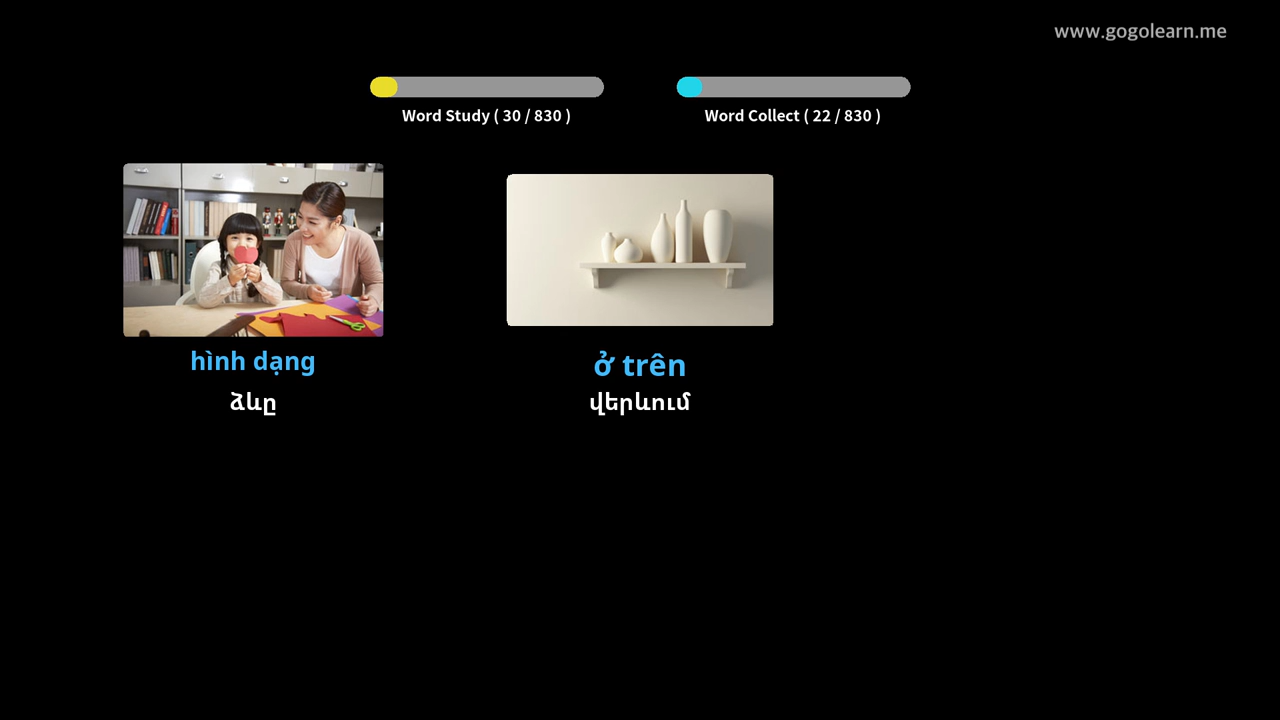 www.gogolearn.me
Word Study ( 30 / 830 )
Word Collect ( 22 / 830 )
hình dạng
ձևը
ở trên
վերևում